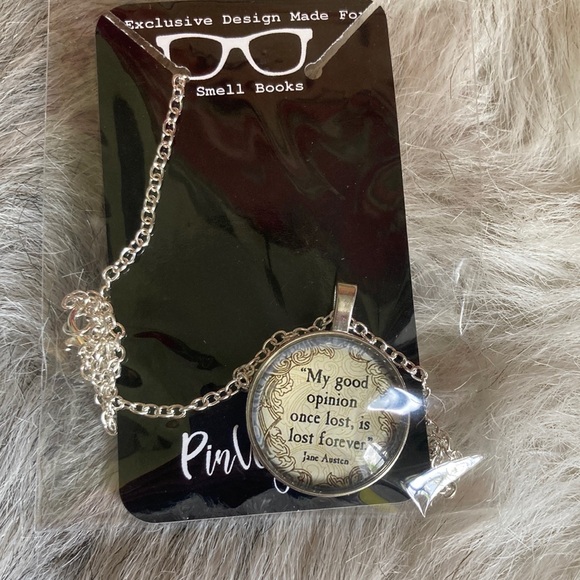 Exclusive Design Made For
Smell Books
"My good
opinion
once lost, is
lost forever"
Jane Austen